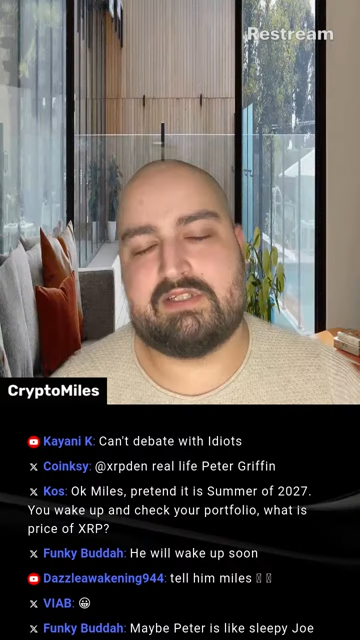 Restream
CryptoMiles
Kayani K: Can't debate with Idiots
Coinksy: @xrpden real life Peter Griffin
Kos: Ok Miles, pretend it is Summer of 2027.
You wake up and check your portfolio, what is
price of XRP?
Funky Buddah: He will wake up soon
Dazzleawakening944: tell him miles
VIAB: 😀
Funky Buddah: Maybe Peter is like sleepy Joe